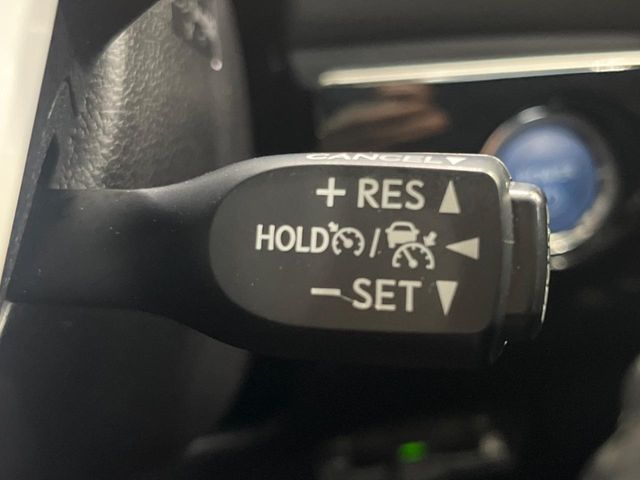 CANCEL▼
+ RES ▲
HOLD / ◀
− SET ▼